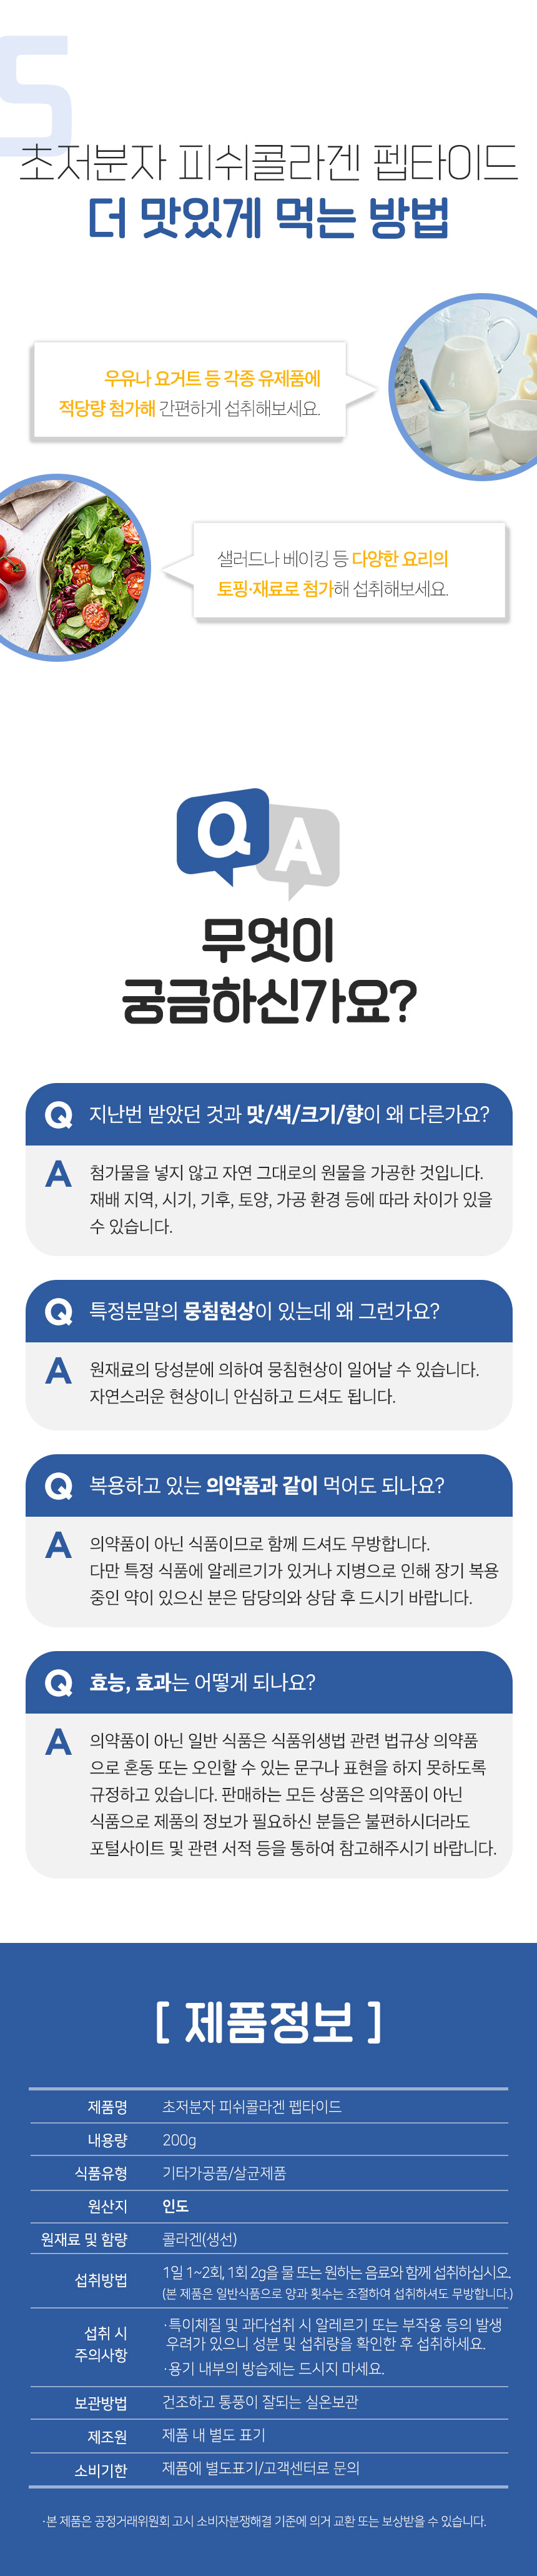 5
초저분자 피쉬콜라겐 펩타이드
더 맛있게 먹는 방법
우유나 요거트 등 각종 유제품에
적당량 첨가해 간편하게 섭취해보세요.
샐러드나 베이킹 등 다양한 요리의
토핑·재료로 첨가해 섭취해보세요.
Q A
무엇이
궁금하신가요?
Q 지난번 받았던 것과 맛/색/크기/향이 왜 다른가요?
A 첨가물을 넣지 않고 자연 그대로의 원물을 가공한 것입니다.
재배 지역, 시기, 기후, 토양, 가공 환경 등에 따라 차이가 있을
수 있습니다.
Q 특정분말의 뭉침현상이 있는데 왜 그런가요?
A 원재료의 당성분에 의하여 뭉침현상이 일어날 수 있습니다.
자연스러운 현상이니 안심하고 드셔도 됩니다.
Q 복용하고 있는 의약품과 같이 먹어도 되나요?
A 의약품이 아닌 식품이므로 함께 드셔도 무방합니다.
다만 특정 식품에 알레르기가 있거나 지병으로 인해 장기 복용
중인 약이 있으신 분은 담당의와 상담 후 드시기 바랍니다.
Q 효능, 효과는 어떻게 되나요?
A 의약품이 아닌 일반 식품은 식품위생법 관련 법규상 의약품
으로 혼동 또는 오인할 수 있는 문구나 표현을 하지 못하도록
규정하고 있습니다. 판매하는 모든 상품은 의약품이 아닌
식품으로 제품의 정보가 필요하신 분들은 불편하시더라도
포털사이트 및 관련 서적 등을 통하여 참고해주시기 바랍니다.
[ 제품정보 ]
제품명 초저분자 피쉬콜라겐 펩타이드
내용량 200g
식품유형 기타가공품/살균제품
원산지 인도
원재료 및 함량 콜라겐(생선)
섭취방법 1일 1~2회, 1회 2g을 물 또는 원하는 음료와 함께 섭취하십시오.
(본 제품은 일반식품으로 양과 횟수는 조절하여 섭취하셔도 무방합니다.)
섭취 시
주의사항
·특이체질 및 과다섭취 시 알레르기 또는 부작용 등의 발생
우려가 있으니 성분 및 섭취량을 확인한 후 섭취하세요.
·용기 내부의 방습제는 드시지 마세요.
보관방법 건조하고 통풍이 잘되는 실온보관
제조원 제품 내 별도 표기
소비기한 제품에 별도표기/고객센터로 문의
·본 제품은 공정거래위원회 고시 소비자분쟁해결 기준에 의거 교환 또는 보상받을 수 있습니다.